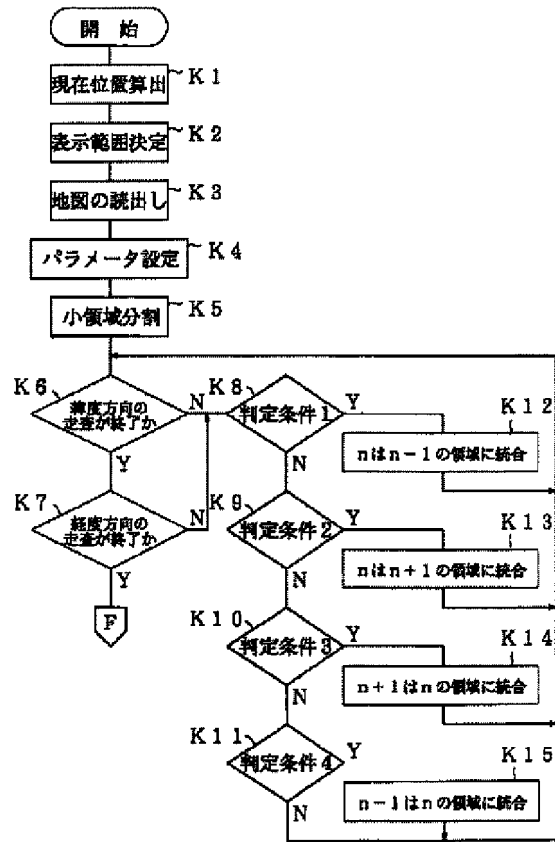 開　始
現在位置算出
K1
表示範囲決定
K2
地図の読出し
K3
パラメータ設定
K4
小領域分割
K5
K6
緯度方向の
走査が終了か
N
Y
K7
経度方向の
走査が終了か
N
Y
F
K8
判定条件1
Y
N
K12
nはn-1の領域に統合
K9
判定条件2
Y
N
K13
nはn+1の領域に統合
K10
判定条件3
Y
N
K14
n+1はnの領域に統合
K11
判定条件4
Y
N
K15
n-1はnの領域に統合